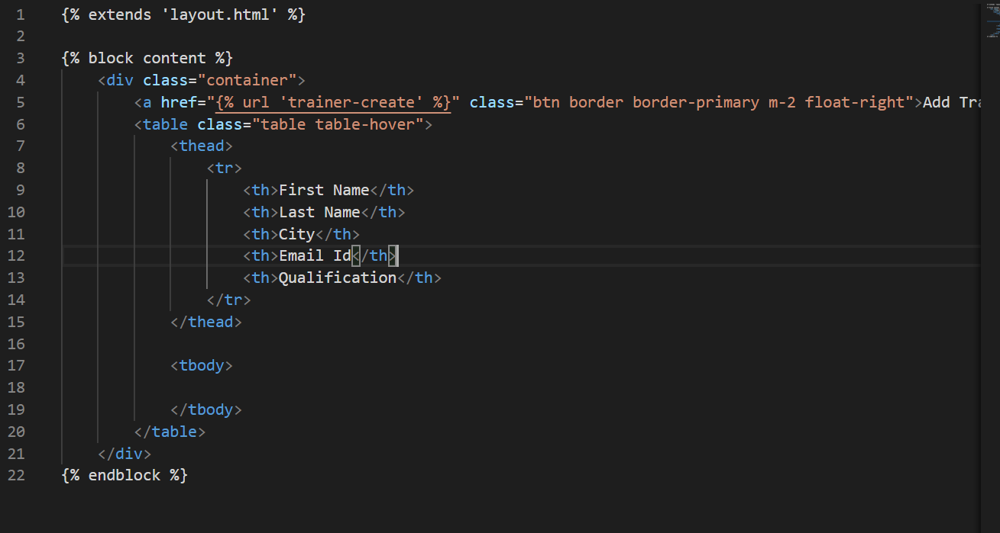 1 {% extends 'layout.html' %}
2
3 {% block content %}
4 <div class="container">
5 <a href="{% url 'trainer-create' %}" class="btn border border-primary m-2 float-right">Add
6 <table class="table table-hover">
7 <thead>
8 <tr>
9 <th>First Name</th>
10 <th>Last Name</th>
11 <th>City</th>
12 <th>Email Id</th>
13 <th>Qualification</th>
14 </tr>
15 </thead>
16
17 <tbody>
18
19 </tbody>
20 </table>
21 </div>
22 {% endblock %}